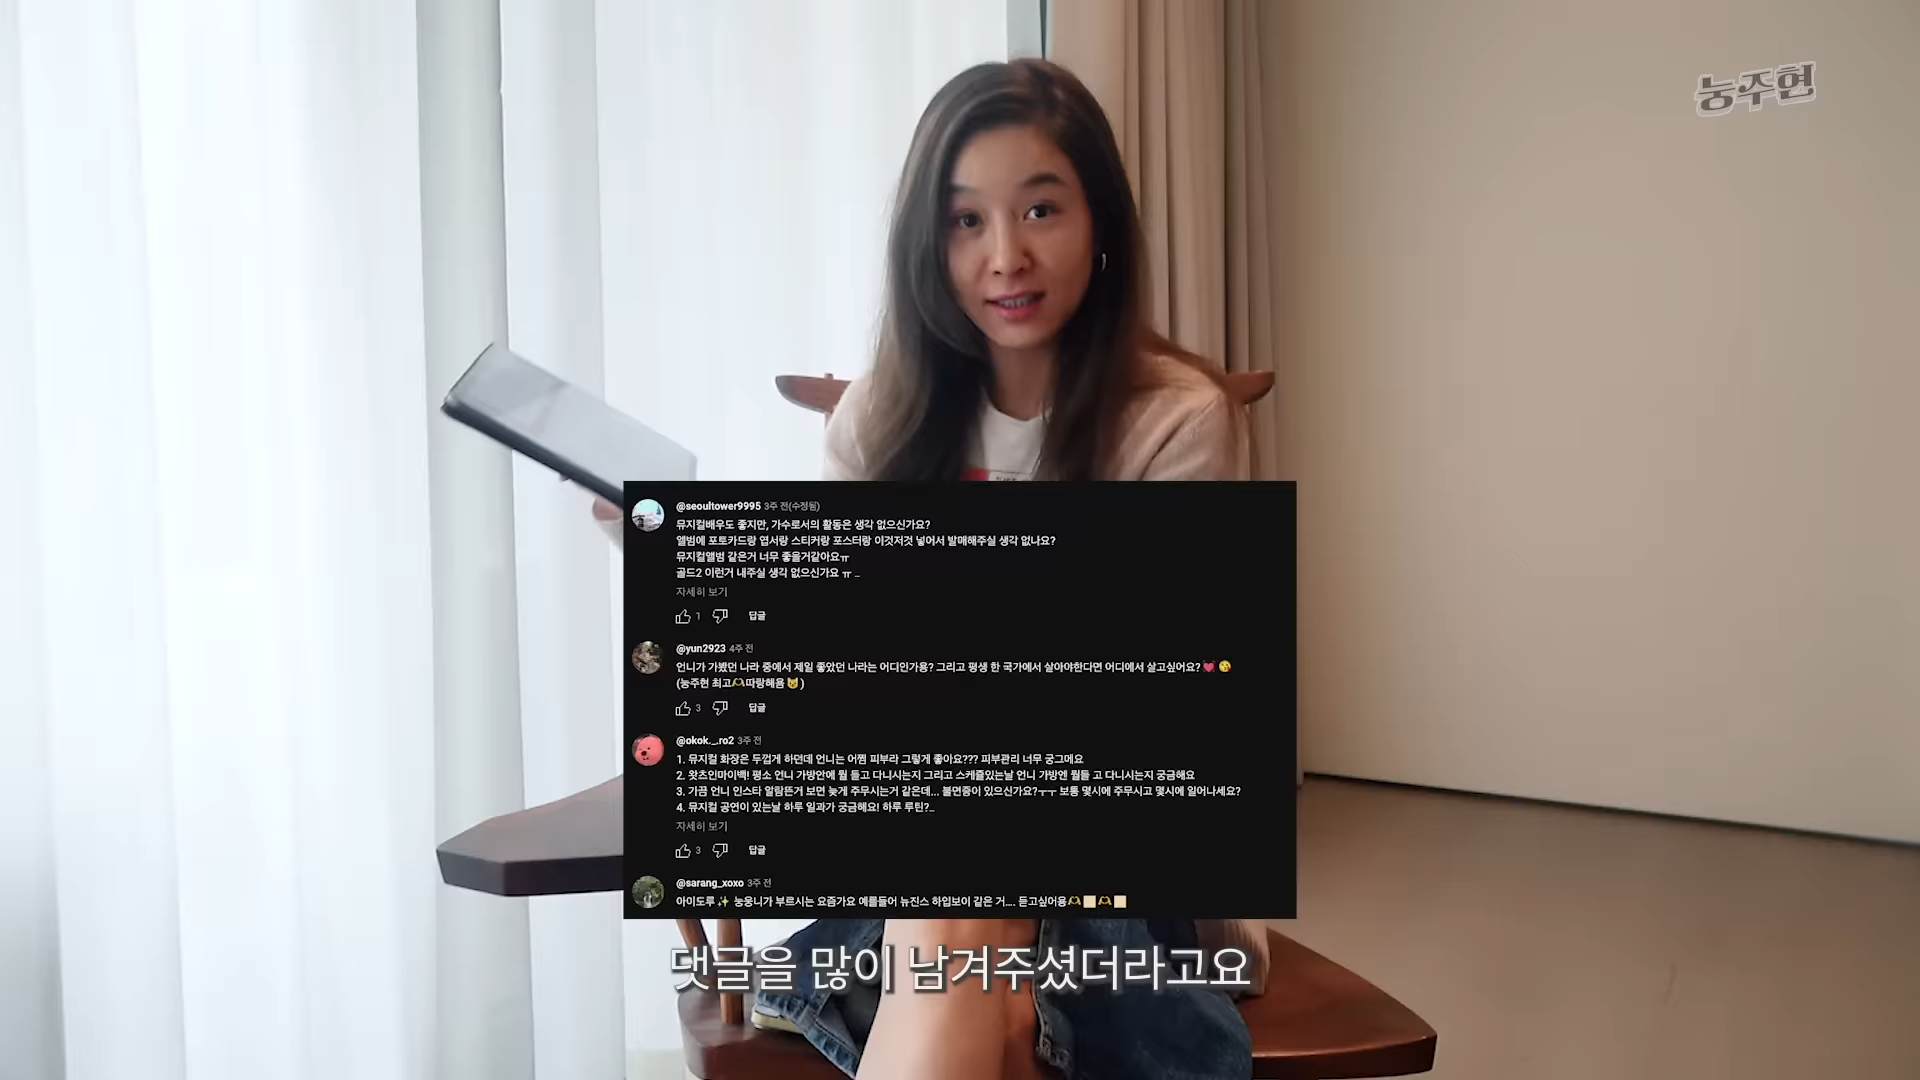 눙주현
@seoultower9995 3주 전(수정됨)
뮤지컬배우도 좋지만, 가수로서의 활동은 생각 없으신가요?
앨범에 포토카드랑 엽서랑 스티커랑 포스터랑 이것저것 넣어서 발매해주실 생각 없나요?
뮤지컬앨범 같은거 너무 좋을거같아요ㅠ
골드2 이런거 내주실 생각 없으신가요 ㅠ ..
자세히 보기
1 답글
@yun2923 4주 전
언니가 가봤던 나라 중에서 제일 좋았던 나라는 어디인가용? 그리고 평생 한 국가에서 살아야한다면 어디에서 살고싶어요? 💓 😘
(눙주현 최고🫶따랑해욤😻)
3 답글
@okok._.ro2 3주 전
1. 뮤지컬 화장은 두껍게 하던데 언니는 어찜 피부라 그렇게 좋아요??? 피부관리 너무 궁그메요
2. 왓츠인마이백! 평소 언니 가방안에 뭘 들고 다니시는지 그리고 스케쥴있는날 언니 가방엔 뭘들 고 다니시는지 궁금해요
3. 가끔 언니 인스타 알람뜬거 보면 늦게 주무시는거 같은데... 불면증이 있으신가요?ㅜㅜ 보통 몇시에 주무시고 몇시에 일어나세요?
4. 뮤지컬 공연이 있는날 하루 일과가 궁금해요! 하루 루틴?..
자세히 보기
3 답글
@sarang_xoxo 3주 전
아이도루✨ 눙웅니가 부르시는 요즘가요 예를들어 뉴진스 하입보이 같은 거.... 듣고싶어용🫶🏻🫶🏻
댓글을 많이 남겨주셨더라고요